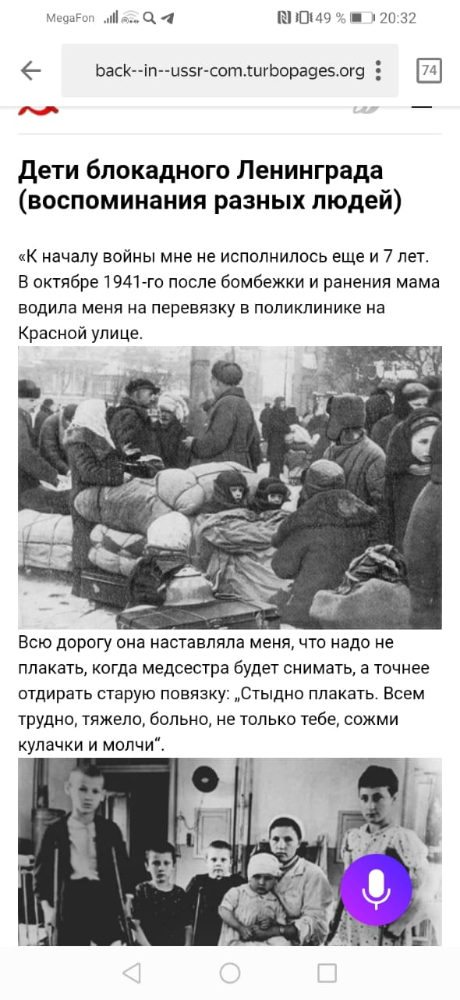 MegaFon 49 % 20:32
back--in--ussr-com.turbopages.org 74
Дети блокадного Ленинграда
(воспоминания разных людей)
«К началу войны мне не исполнилось еще и 7 лет.
В октябре 1941-го после бомбежки и ранения мама
водила меня на перевязку в поликлинике на
Красной улице.
Всю дорогу она наставляла меня, что надо не
плакать, когда медсестра будет снимать, а точнее
отдирать старую повязку: „Стыдно плакать. Всем
трудно, тяжело, больно, не только тебе, сожми
кулачки и молчи“.